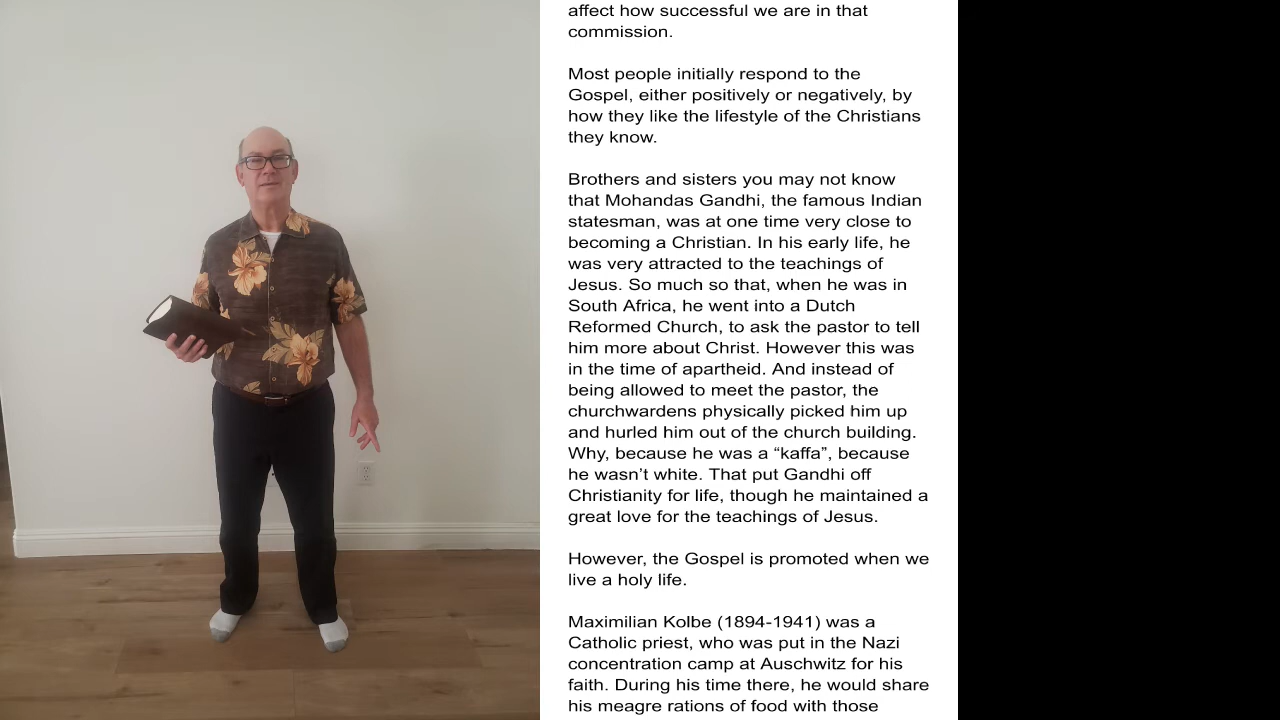 affect how successful we are in that
commission.
Most people initially respond to the
Gospel, either positively or negatively, by
how they like the lifestyle of the Christians
they know.
Brothers and sisters you may not know
that Mohandas Gandhi, the famous Indian
statesman, was at one time very close to
becoming a Christian. In his early life, he
was very attracted to the teachings of
Jesus. So much so that, when he was in
South Africa, he went into a Dutch
Reformed Church, to ask the pastor to tell
him more about Christ. However this was
in the time of apartheid. And instead of
being allowed to meet the pastor, the
churchwardens physically picked him up
and hurled him out of the church building.
Why, because he was a “kaffa”, because
he wasn’t white. That put Gandhi off
Christianity for life, though he maintained a
great love for the teachings of Jesus.
However, the Gospel is promoted when we
live a holy life.
Maximilian Kolbe (1894-1941) was a
Catholic priest, who was put in the Nazi
concentration camp at Auschwitz for his
faith. During his time there, he would share
his meagre rations of food with those